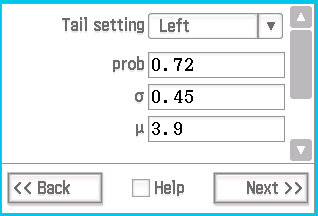 Tail setting Left
prob 0.72
σ 0.45
μ 3.9
<< Back Help Next >>